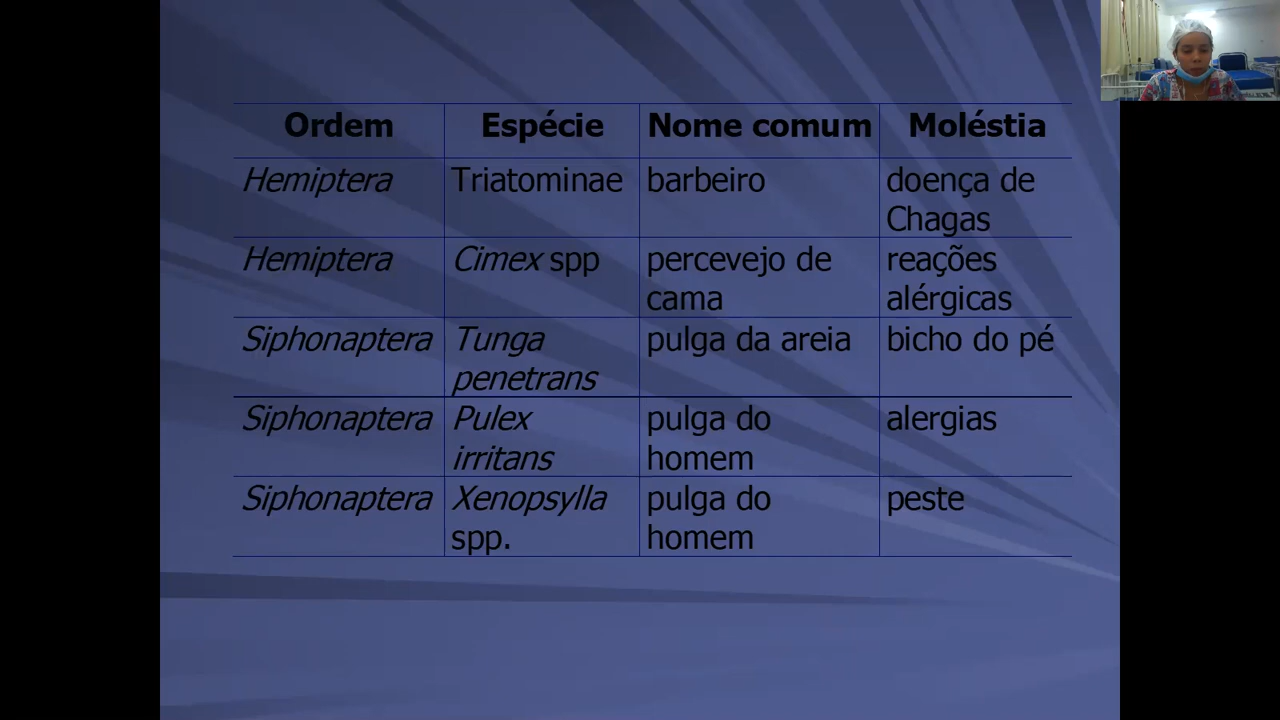 Ordem Espécie Nome comum Moléstia
Hemiptera Triatominae barbeiro doença de
Chagas
Hemiptera Cimex spp percevejo de reações
cama alérgicas
Siphonaptera Tunga pulga da areia bicho do pé
penetrans
Siphonaptera Pulex pulga do alergias
irritans homem
Siphonaptera Xenopsylla pulga do peste
spp. homem